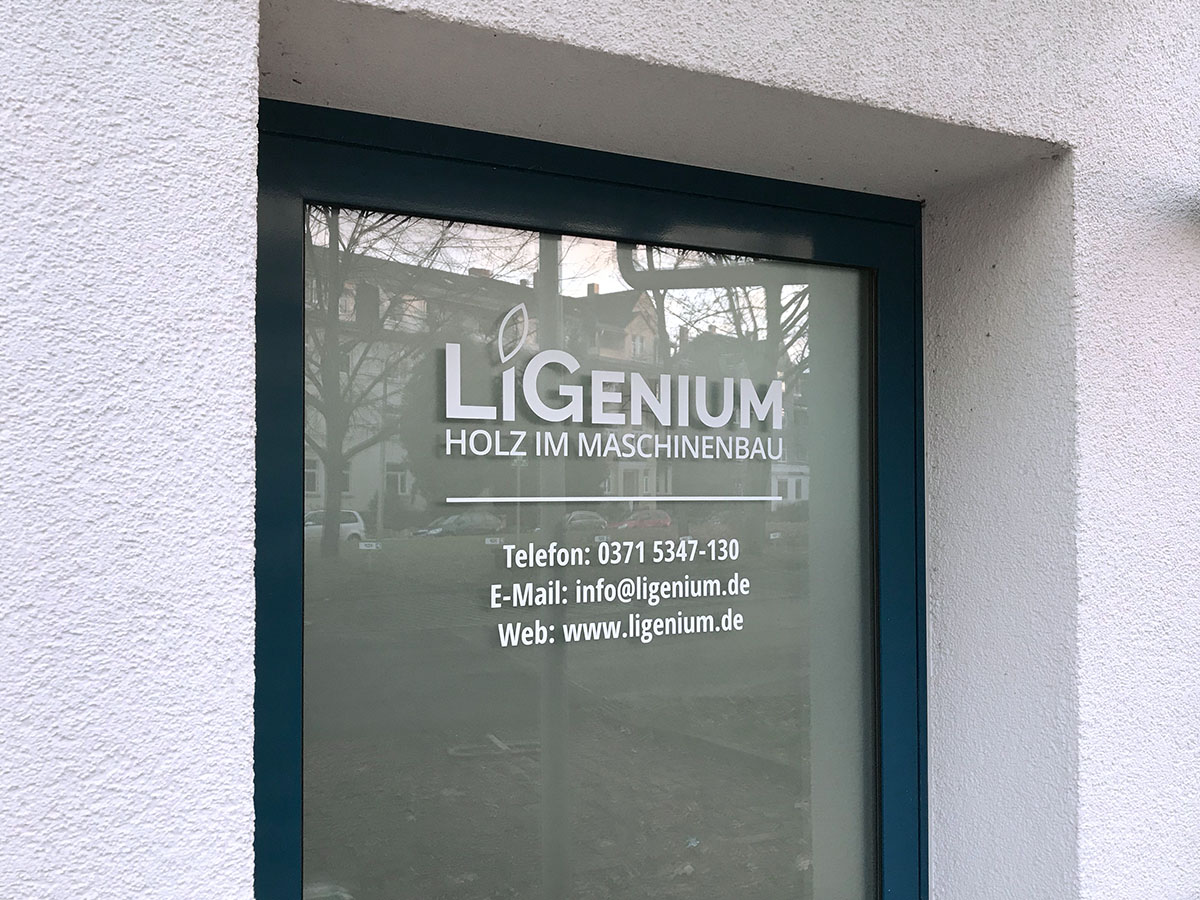 LiGenium
HOLZ IM MASCHINENBAU
Telefon: 0371 5347-130
E-Mail: info@ligenium.de
Web: www.ligenium.de